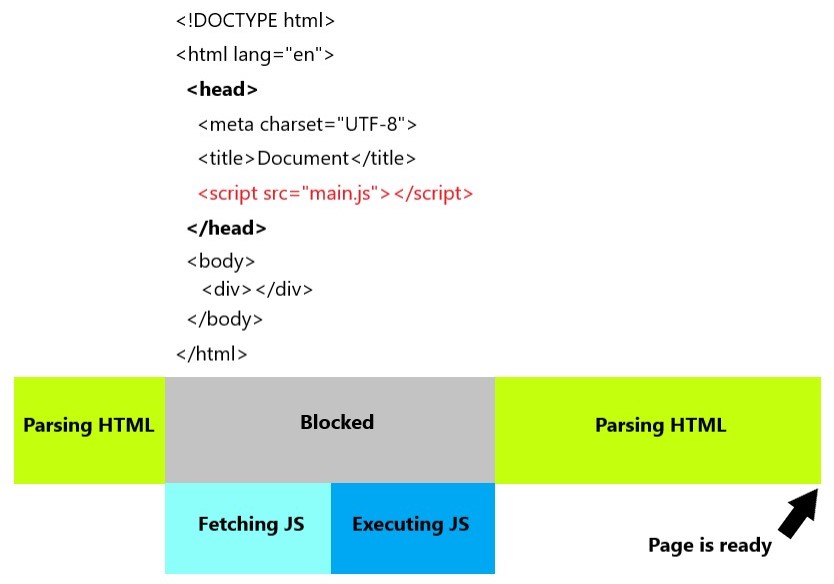 <!DOCTYPE html>
<html lang="en">
<head>
<meta charset="UTF-8">
<title>Document</title>
<script src="main.js"></script>
</head>
<body>
<div></div>
</body>
</html>
Parsing HTML
Blocked
Parsing HTML
Fetching JS
Executing JS
Page is ready